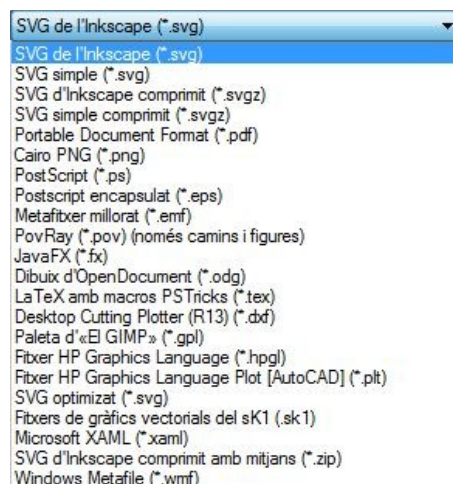 SVG de l'Inkscape (*.svg)
SVG de l'Inkscape (*.svg)
SVG simple (*.svg)
SVG d'Inkscape comprimit (*.svgz)
SVG simple comprimit (*.svgz)
Portable Document Format (*.pdf)
Cairo PNG (*.png)
PostScript (*.ps)
Postscript encapsulat (*.eps)
Metafitxer millorat (*.emf)
PovRay (*.pov) (només camins i figures)
JavaFX (*.fx)
Dibuix d'OpenDocument (*.odg)
LaTeX amb macros PSTricks (*.tex)
Desktop Cutting Plotter (R13) (*.dxf)
Paleta d'«El GIMP» (*.gpl)
Fitxer HP Graphics Language (*.hpgl)
Fitxer HP Graphics Language Plot [AutoCAD] (*.plt)
SVG optimizat (*.svg)
Fitxers de gràfics vectorials del sK1 (.sk1)
Microsoft XAML (*.xaml)
SVG d'Inkscape comprimit amb mitjans (*.zip)
Windows Metafile (*.wmf)